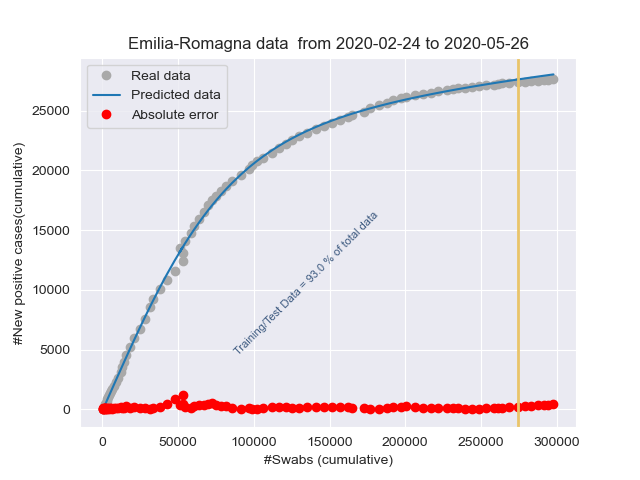 Emilia-Romagna data  from 2020-02-24 to 2020-05-26
Real data
Predicted data
Absolute error
#New positive cases(cumulative)
25000
20000
15000
10000
5000
0
Training/Test Data = 93.0 % of total data
0
50000
100000
150000
200000
250000
300000
#Swabs (cumulative)